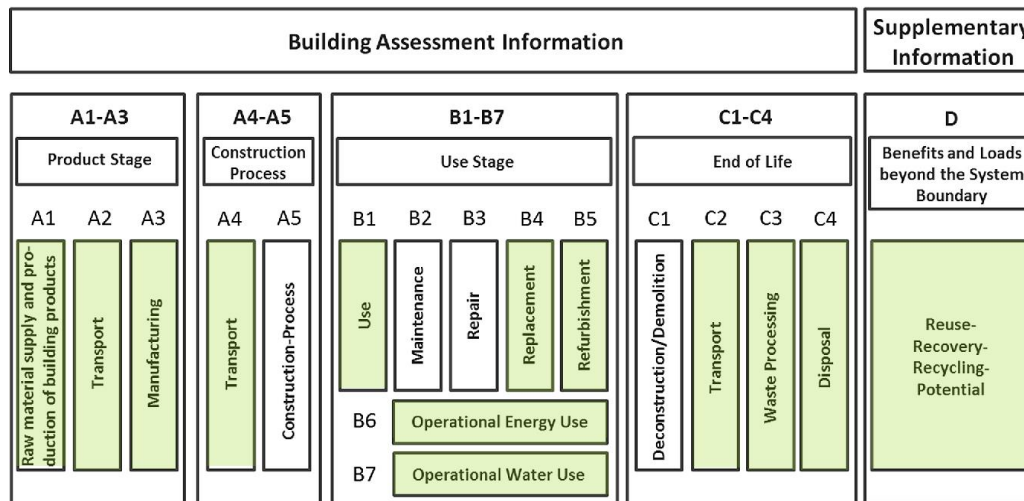 Building Assessment Information
Supplementary
Information
A1-A3
Product Stage
A1
A2
A3
Raw material supply and pro-
duction of building products
Transport
Manufacturing
A4-A5
Construction
Process
A4
A5
Transport
Construction-Process
B1-B7
Use Stage
B1
B2
B3
B4
B5
Use
Maintenance
Repair
Replacement
Refurbishment
B6
Operational Energy Use
B7
Operational Water Use
C1-C4
End of Life
C1
C2
C3
C4
Deconstruction/Demolition
Transport
Waste Processing
Disposal
D
Benefits and Loads
beyond the System
Boundary
Reuse-
Recovery-
Recycling-
Potential